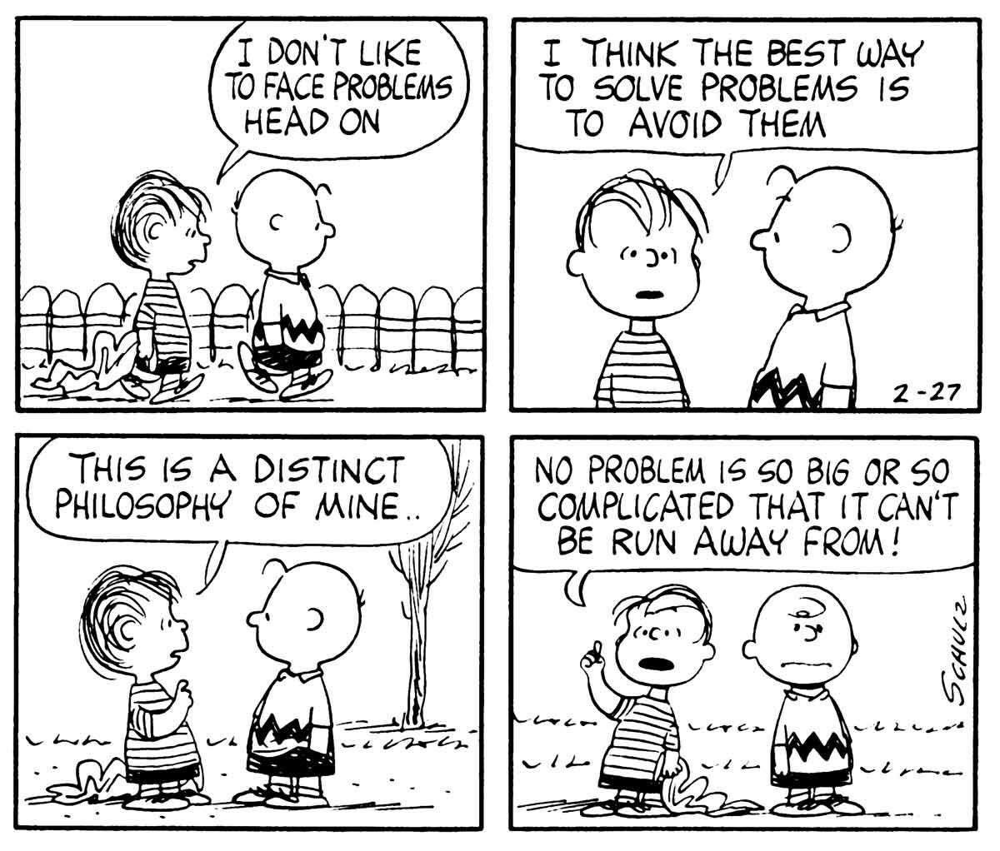 I DON'T LIKE
TO FACE PROBLEMS
HEAD ON
I THINK THE BEST WAY
TO SOLVE PROBLEMS IS
TO AVOID THEM
2-27
THIS IS A DISTINCT
PHILOSOPHY OF MINE..
NO PROBLEM IS SO BIG OR SO
COMPLICATED THAT IT CAN'T
BE RUN AWAY FROM!
SCHULZ